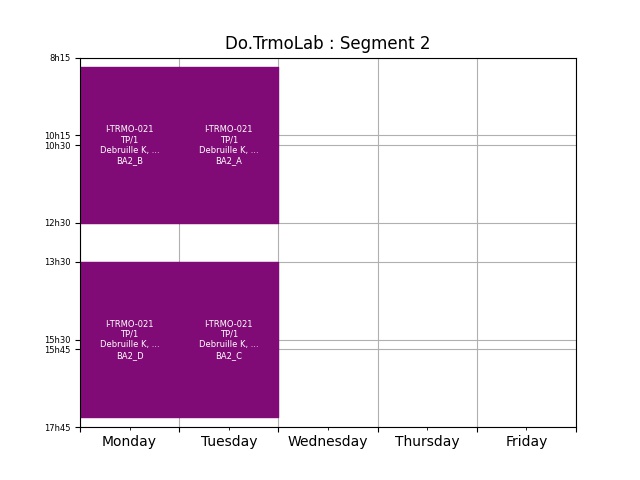 Do.TrmoLab : Segment 2
8h15
10h15
10h30
12h30
13h30
15h30
15h45
17h45
I-TRMO-021
TP/1
Debruille K, ...
BA2_B
I-TRMO-021
TP/1
Debruille K, ...
BA2_A
I-TRMO-021
TP/1
Debruille K, ...
BA2_D
I-TRMO-021
TP/1
Debruille K, ...
BA2_C
Monday
Tuesday
Wednesday
Thursday
Friday